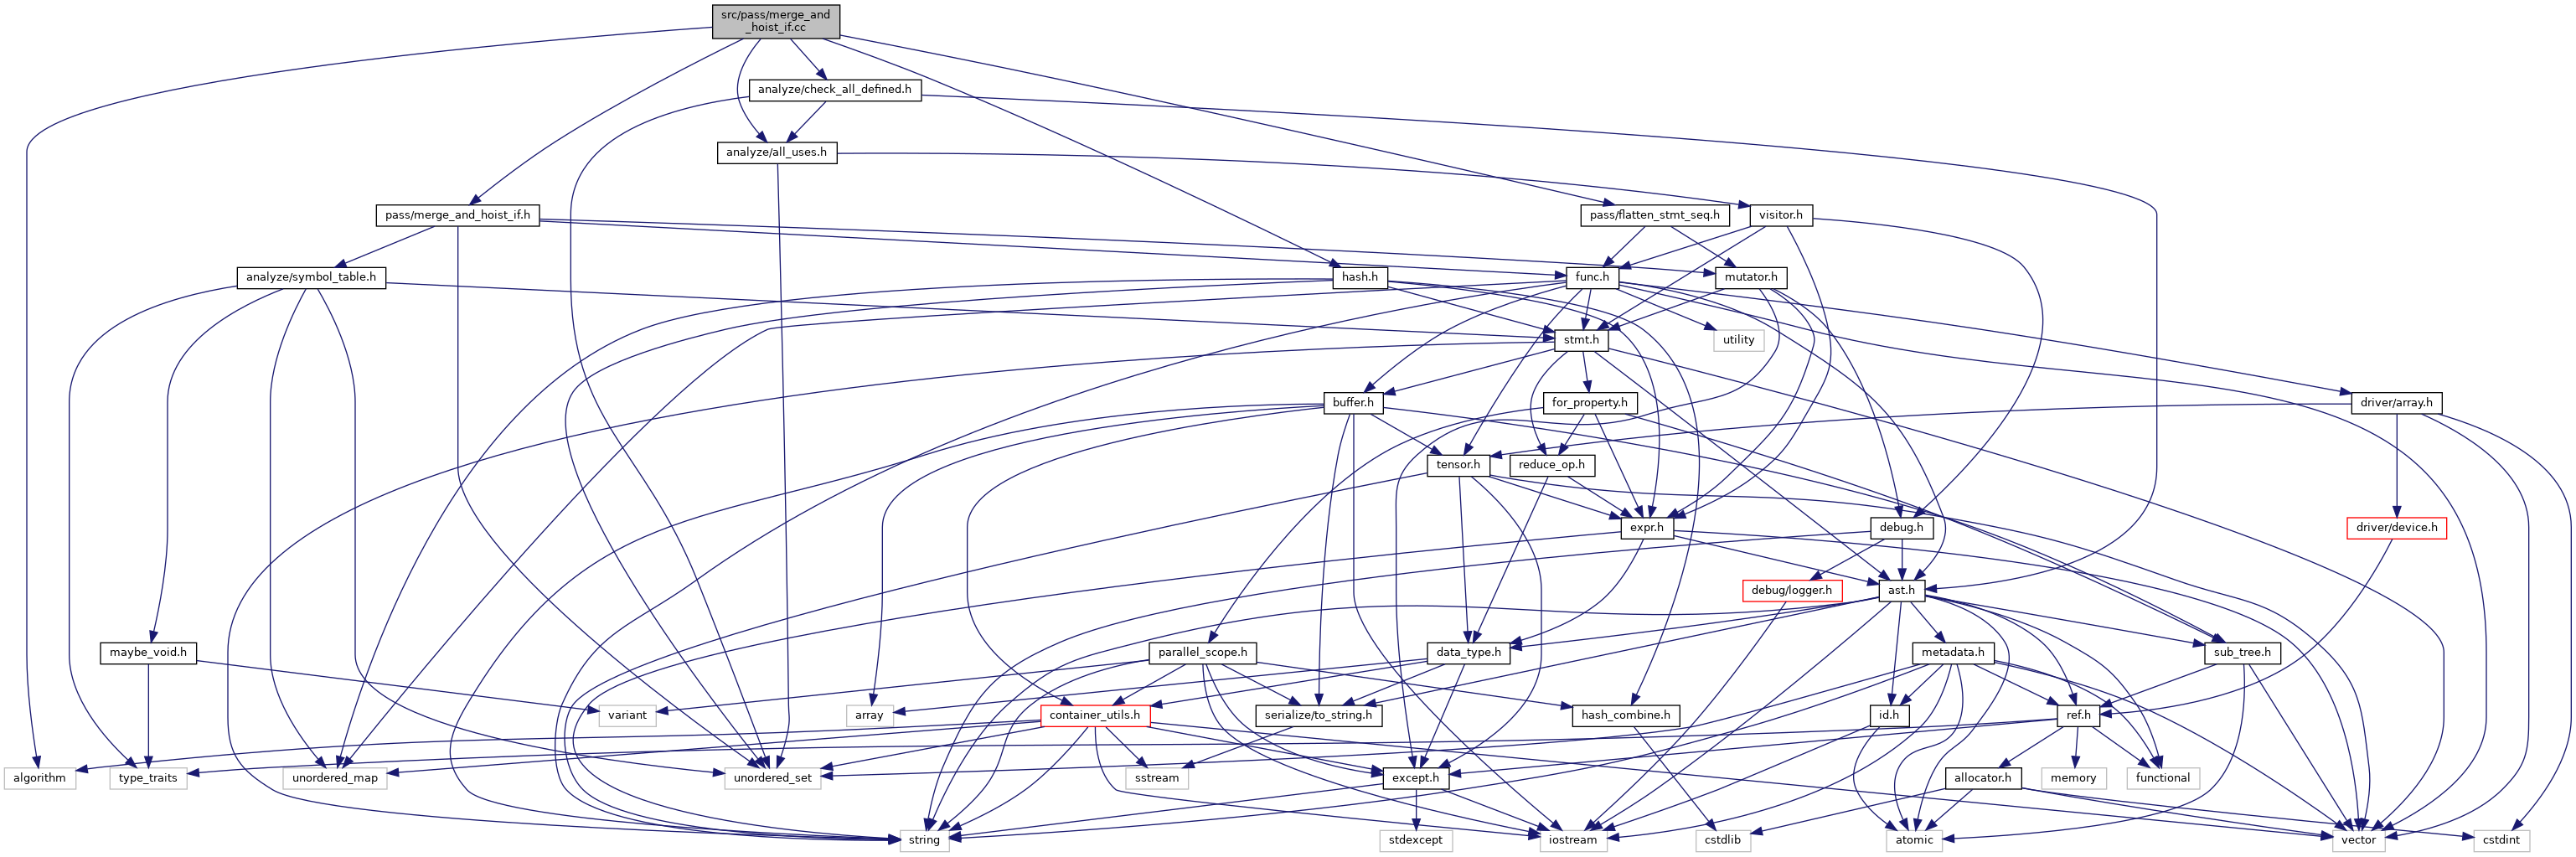 src/pass/merge_and
_hoist_if.cc
analyze/check_all_defined.h
analyze/all_uses.h
pass/merge_and_hoist_if.h
pass/flatten_stmt_seq.h
visitor.h
analyze/symbol_table.h
hash.h
func.h
mutator.h
stmt.h
utility
buffer.h
for_property.h
driver/array.h
tensor.h
reduce_op.h
expr.h
debug.h
driver/device.h
debug/logger.h
ast.h
maybe_void.h
parallel_scope.h
data_type.h
metadata.h
sub_tree.h
variant
array
container_utils.h
serialize/to_string.h
hash_combine.h
id.h
ref.h
algorithm
type_traits
unordered_map
unordered_set
sstream
except.h
allocator.h
memory
functional
string
stdexcept
iostream
cstdlib
atomic
vector
cstdint